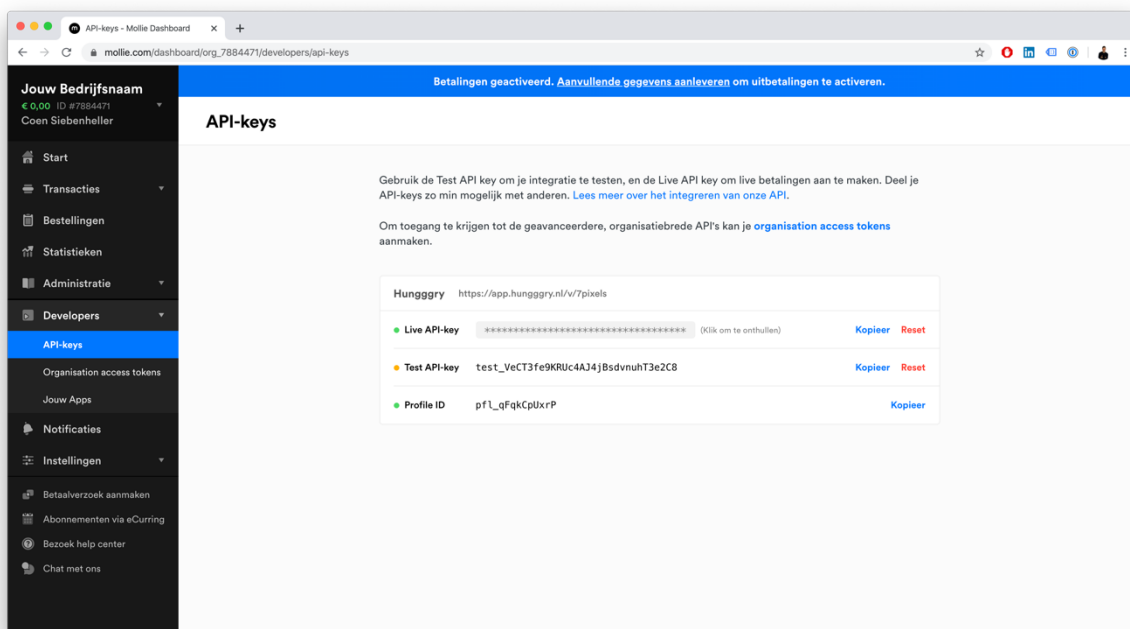 API-keys - Mollie Dashboard
mollie.com/dashboard/org_7884471/developers/api-keys
Jouw Bedrijfsnaam
€ 0,00 ID #7884471
Coen Siebenheller
Betalingen geactiveerd. Aanvullende gegevens aanleveren om uitbetalingen te activeren.
API-keys
Start
Transacties
Bestellingen
Statistieken
Administratie
Developers
API-keys
Organisation access tokens
Jouw Apps
Notificaties
Instellingen
Betaalverzoek aanmaken
Abonnementen via eCurring
Bezoek help center
Chat met ons
Gebruik de Test API key om je integratie te testen, en de Live API key om live betalingen aan te maken. Deel je
API-keys zo min mogelijk met anderen. Lees meer over het integreren van onze API.
Om toegang te krijgen tot de geavanceerdere, organisatiebrede API's kan je organisation access tokens
aanmaken.
Hungggry https://app.hungggry.nl/v/7pixels
Live API-key *********************************** (Klik om te onthullen) Kopieer Reset
Test API-key test_VeCT3fe9KRUc4AJ4jBsdvnuhT3e2C8 Kopieer Reset
Profile ID pfl_qFqkCpUxrP Kopieer